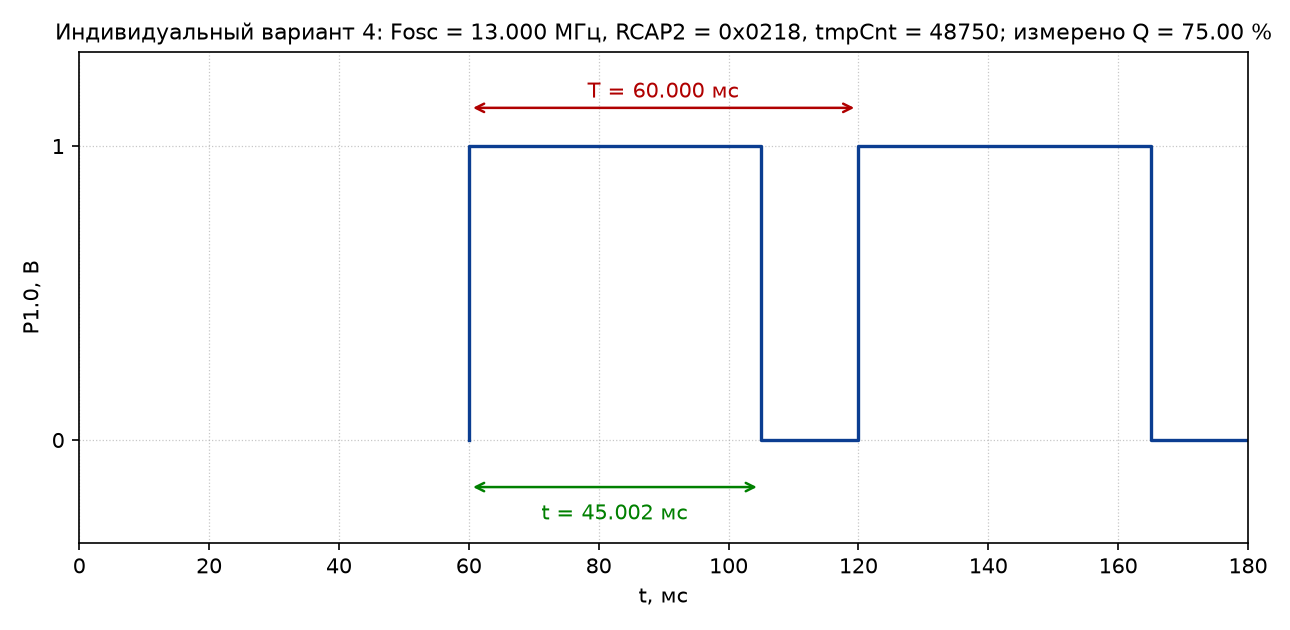 Индивидуальный вариант 4: Fosc = 13.000 МГц, RCAP2 = 0x0218, tmpCnt = 48750; измерено Q = 75.00 %
T = 60.000 мс
1
P1.0, В
0
t = 45.002 мс
0 20 40 60 80 100 120 140 160 180
t, мс